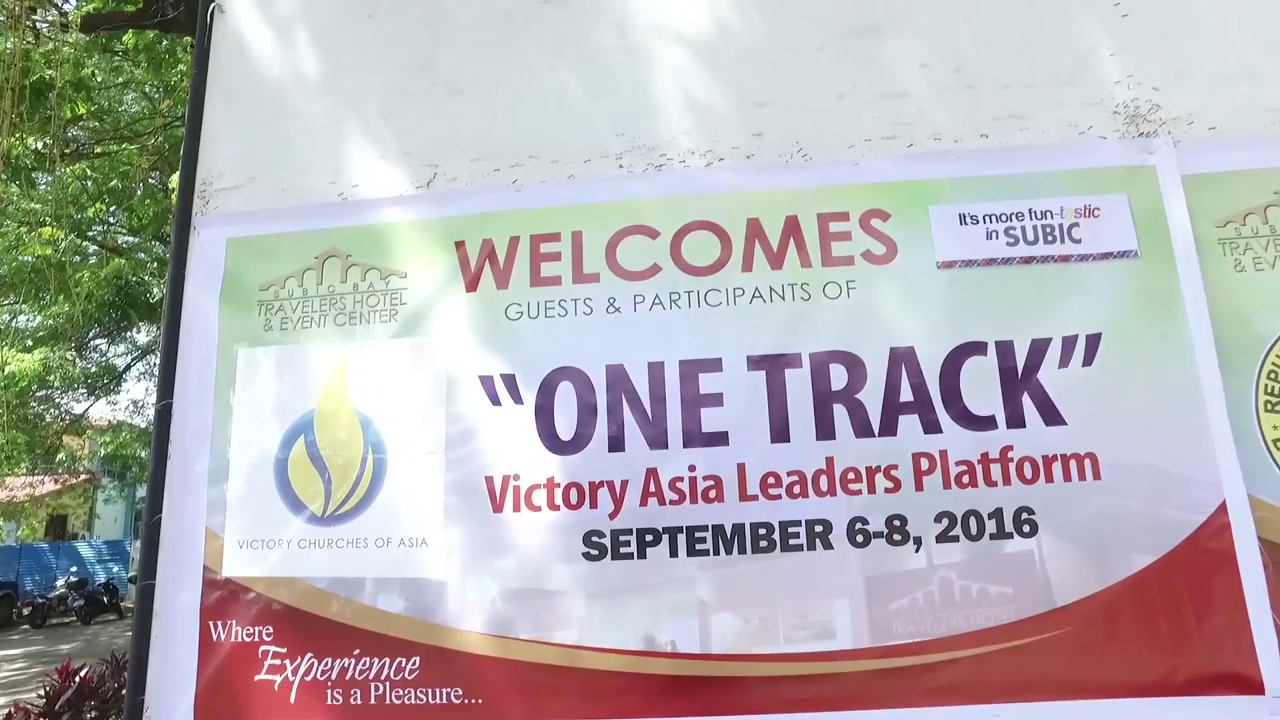 SUBIC BAY
TRAVELERS HOTEL
& EVENT CENTER
WELCOMES
GUESTS & PARTICIPANTS OF
It's more fun-tastic
in SUBIC
"ONE TRACK"
Victory Asia Leaders Platform
SEPTEMBER 6-8, 2016
VICTORY CHURCHES OF ASIA
Where
Experience
is a Pleasure...